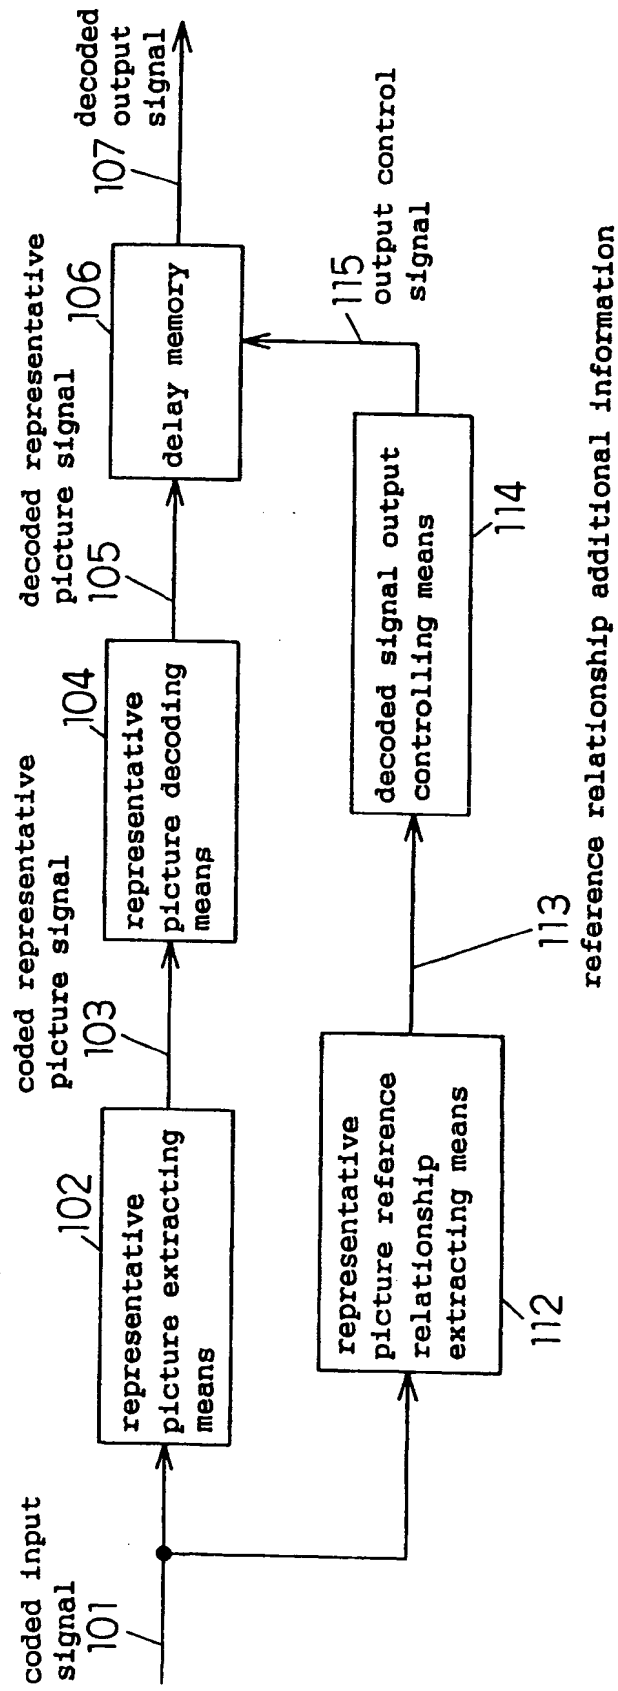 coded input
signal
101
102
representative
picture extracting
means
coded representative
picture signal
103
104
representative
picture decoding
means
decoded representative
picture signal
105
106
delay memory
107
decoded
output
signal
representative
picture reference
relationship
extracting means
112
113
reference relationship additional information
decoded signal output
controlling means
114
115
output control
signal